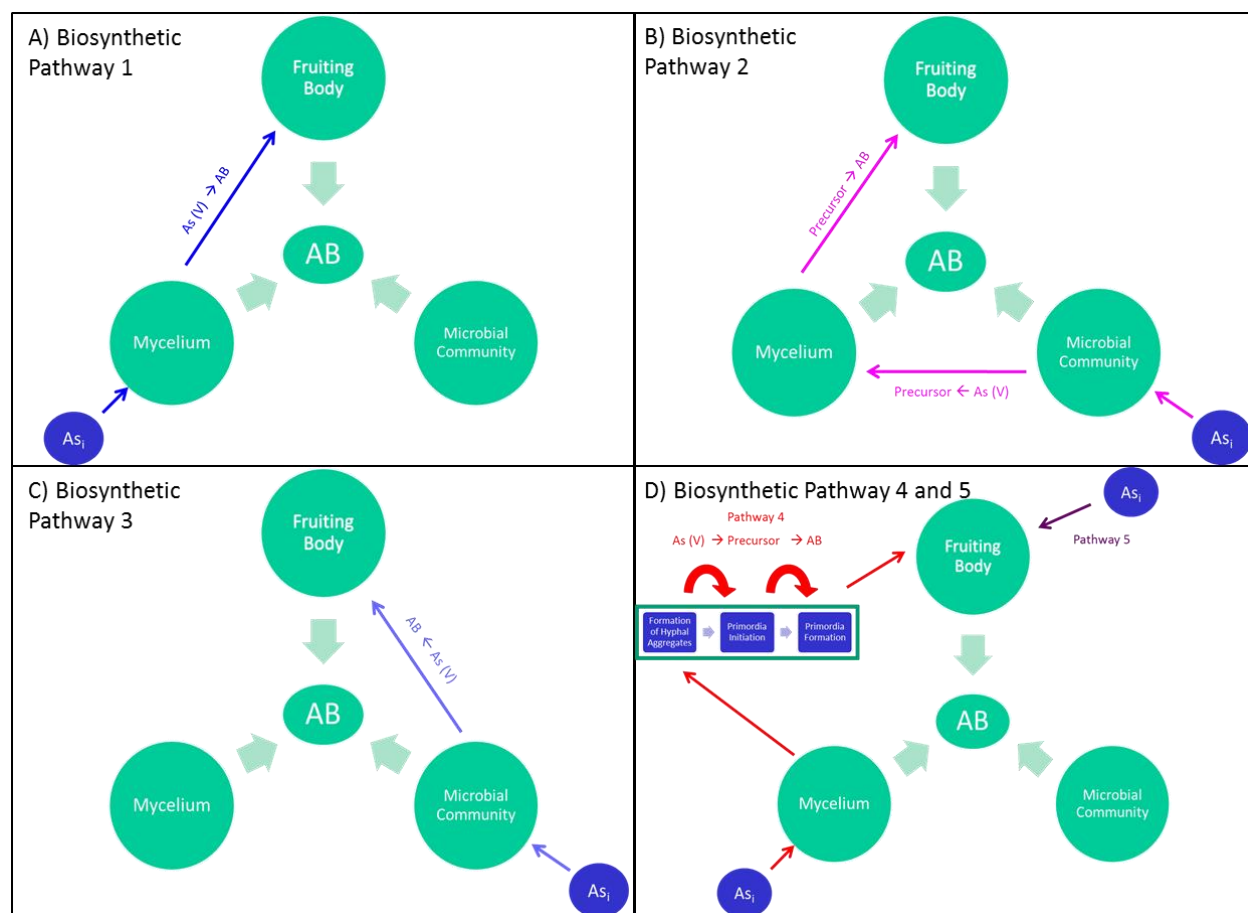 A) Biosynthetic
Pathway 1
Fruiting
Body
As (V) → AB
AB
Mycelium
Microbial
Community
Asi
B) Biosynthetic
Pathway 2
Fruiting
Body
Precursor → AB
AB
Mycelium
Microbial
Community
Precursor ← As (V)
Asi
C) Biosynthetic
Pathway 3
Fruiting
Body
AB ← As (V)
AB
Mycelium
Microbial
Community
Asi
D) Biosynthetic Pathway 4 and 5
Asi
Pathway 4
As (V) → Precursor → AB
Pathway 5
Fruiting
Body
Formation
of Hyphal
Aggregates
Primordia
Initiation
Primordia
Formation
AB
Mycelium
Microbial
Community
Asi